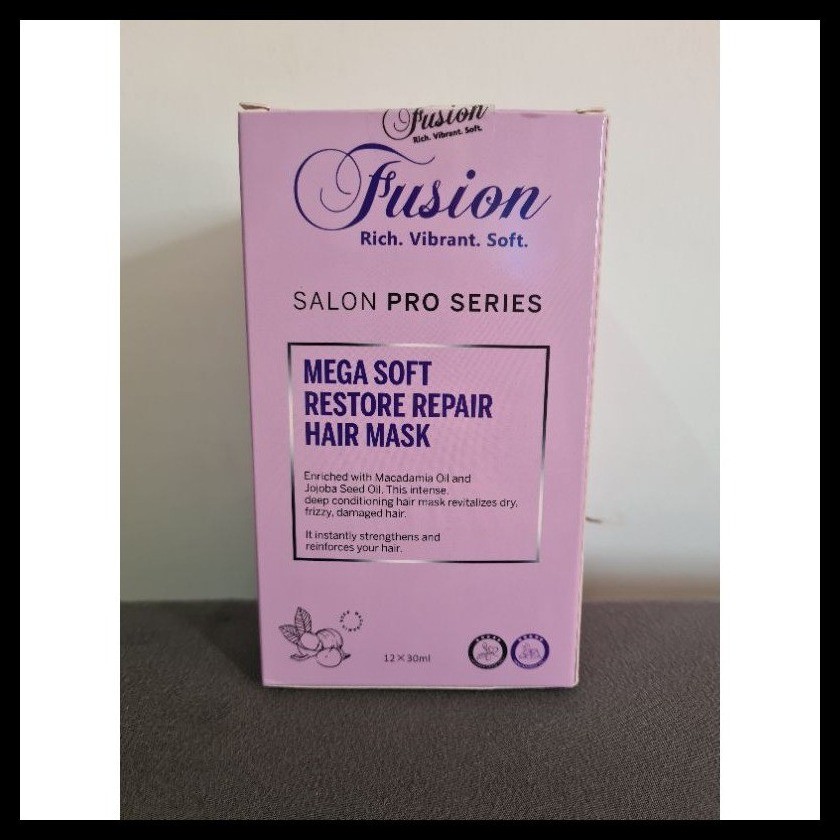 Fusion
Rich. Vibrant. Soft.
Fusion
Rich. Vibrant. Soft.
SALON PRO SERIES
MEGA SOFT
RESTORE REPAIR
HAIR MASK
Enriched with Macadamia Oil and
Jojoba Seed Oil. This intense,
deep conditioning hair mask revitalizes dry,
frizzy, damaged hair.
It instantly strengthens and
reinforces your hair.
12×30ml